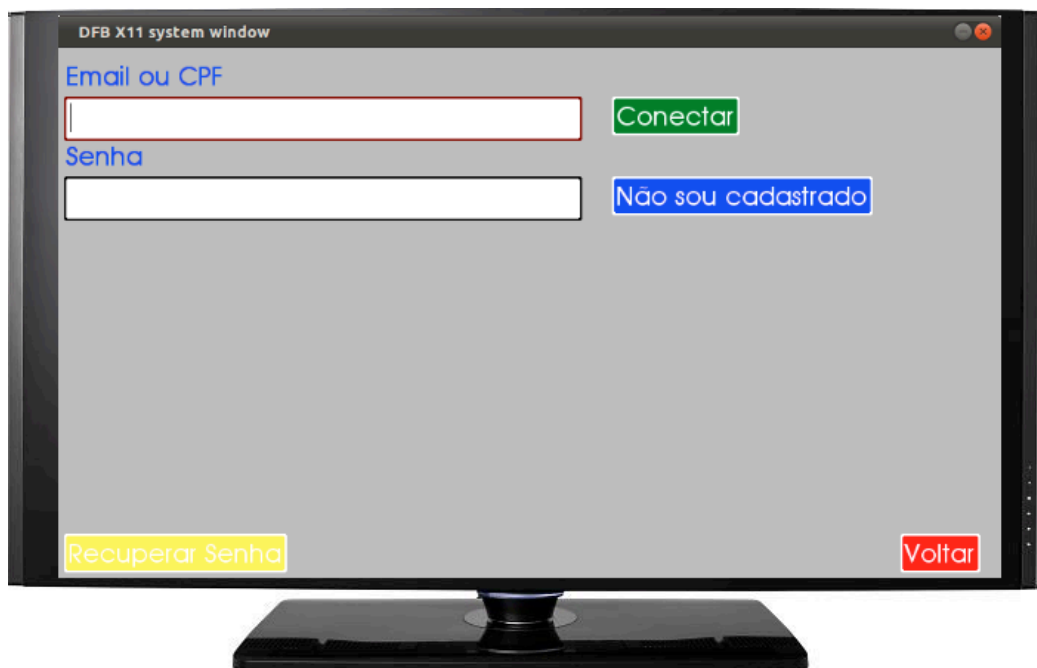 DFB X11 system window
Email ou CPF
Conectar
Senha
Não sou cadastrado
Recuperar Senha
Voltar